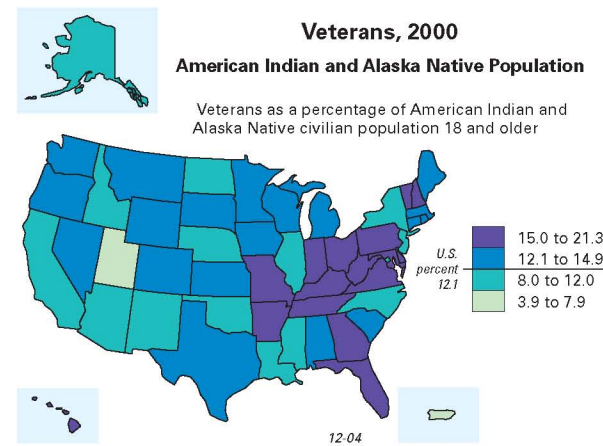 Veterans, 2000
American Indian and Alaska Native Population
Veterans as a percentage of American Indian and
Alaska Native civilian population 18 and older
15.0 to 21.3
U.S.
12.1 to 14.9
percent
12.1
8.0 to 12.0
3.9 to 7.9
12-04